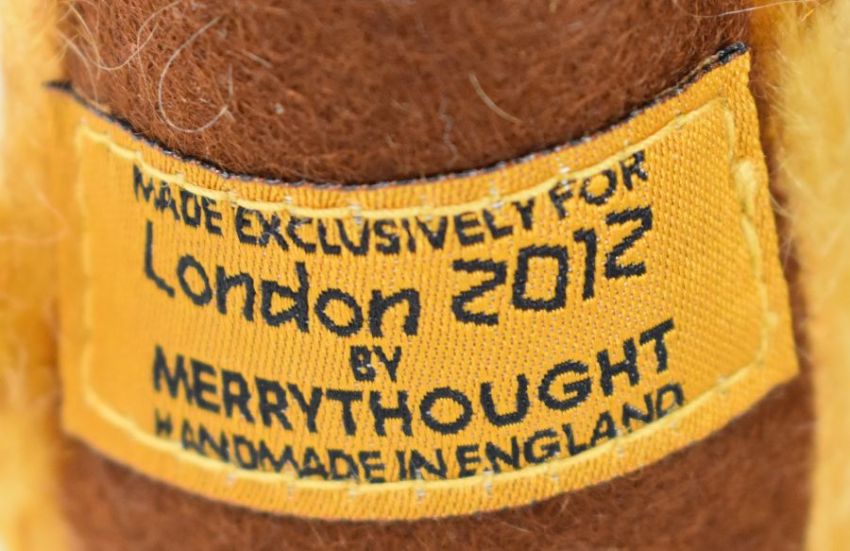 MADE EXCLUSIVELY FOR
London 2012
BY
MERRYTHOUGHT
HANDMADE IN ENGLAND